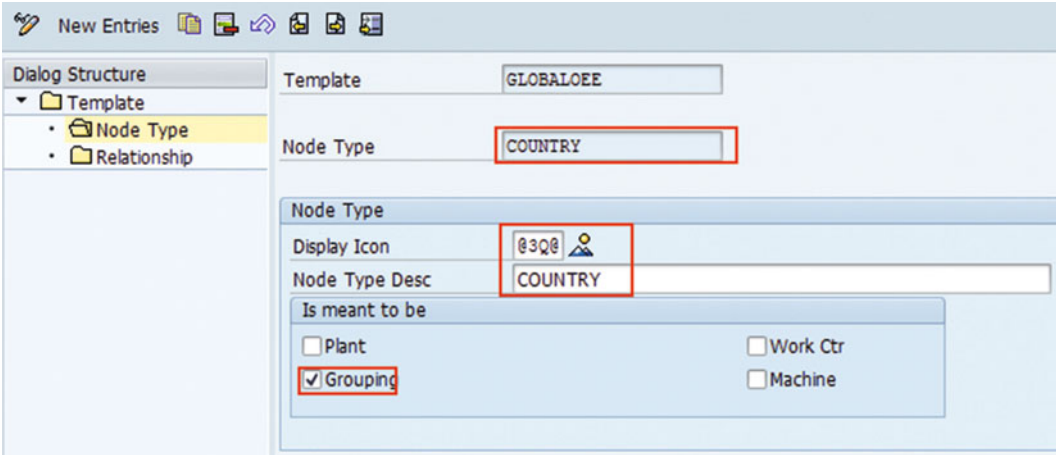 New Entries
Dialog Structure
Template
Node Type
Relationship
Template GLOBALOEE
Node Type COUNTRY
Node Type
Display Icon @3Q@
Node Type Desc COUNTRY
Is meant to be
Plant Work Ctr
Grouping Machine